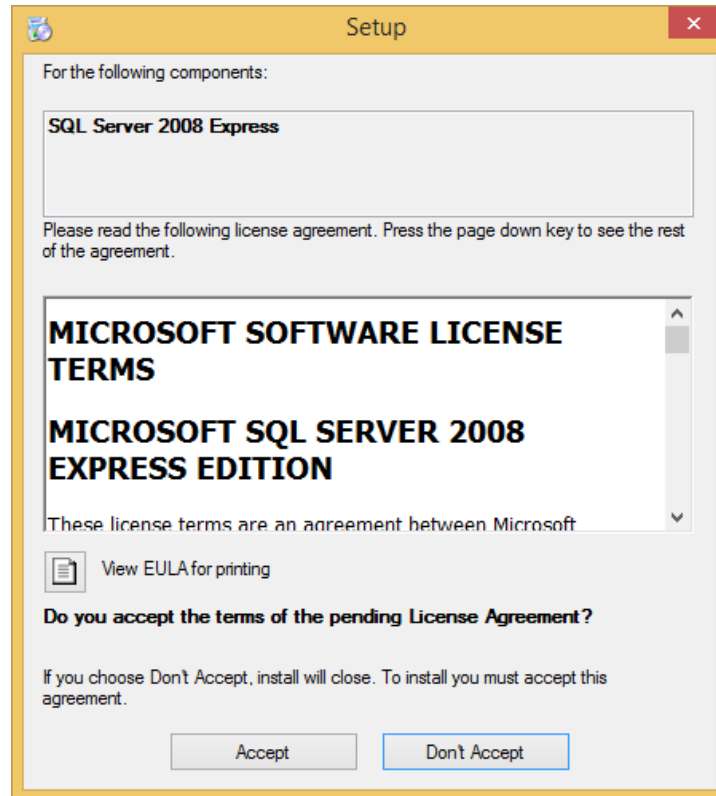 Setup
For the following components:
SQL Server 2008 Express
Please read the following license agreement. Press the page down key to see the rest
of the agreement.
MICROSOFT SOFTWARE LICENSE
TERMS
MICROSOFT SQL SERVER 2008
EXPRESS EDITION
These license terms are an agreement between Microsoft
View EULA for printing
Do you accept the terms of the pending License Agreement?
If you choose Don't Accept, install will close. To install you must accept this
agreement.
Accept
Don't Accept